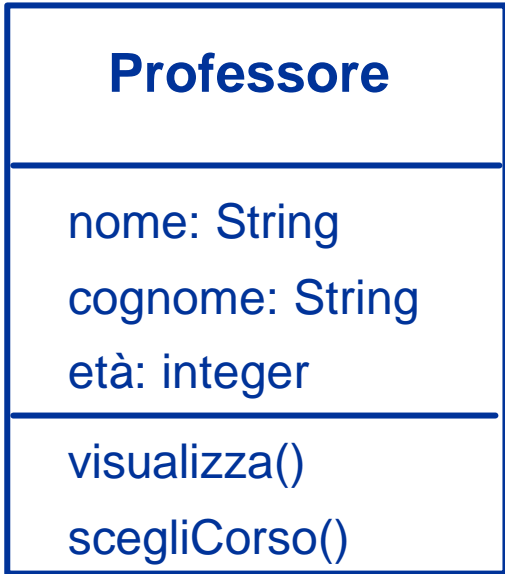 Professore
nome: String
cognome: String
età: integer
visualizza()
scegliCorso()